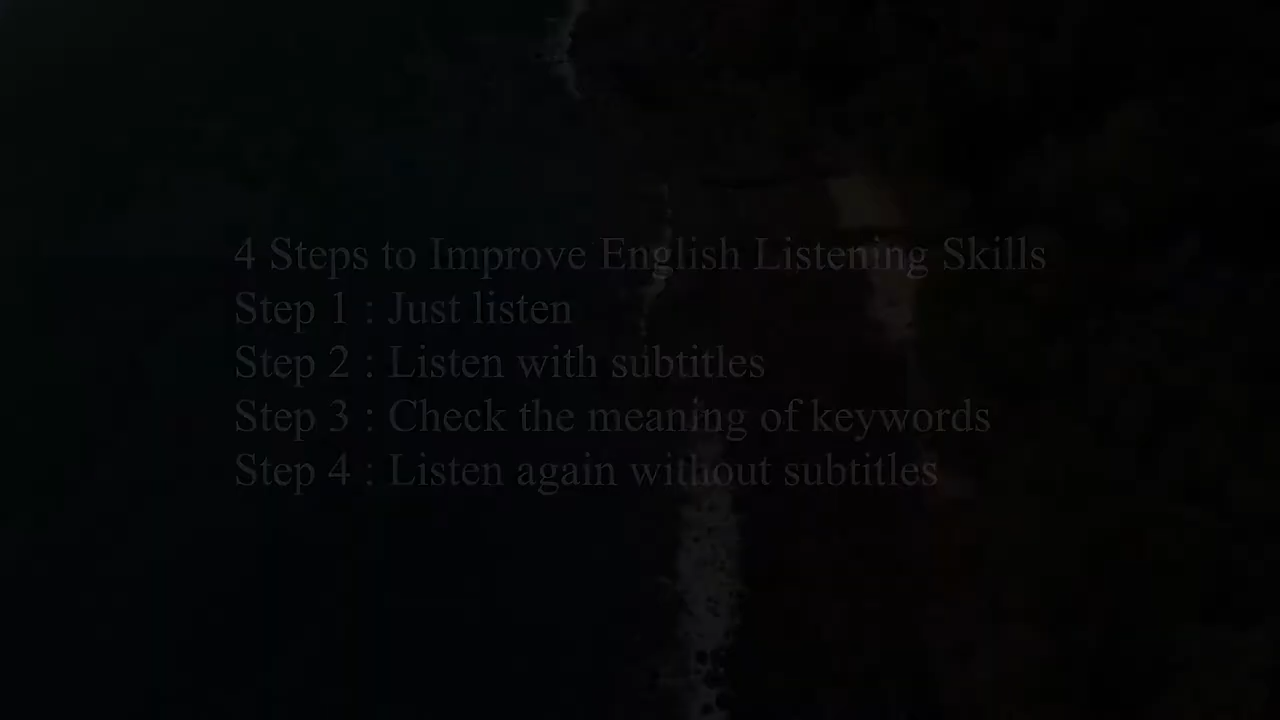 4 Steps to Improve English Listening Skills
Step 1 : Just listen
Step 2 : Listen with subtitles
Step 3 : Check the meaning of keywords
Step 4 : Listen again without subtitles